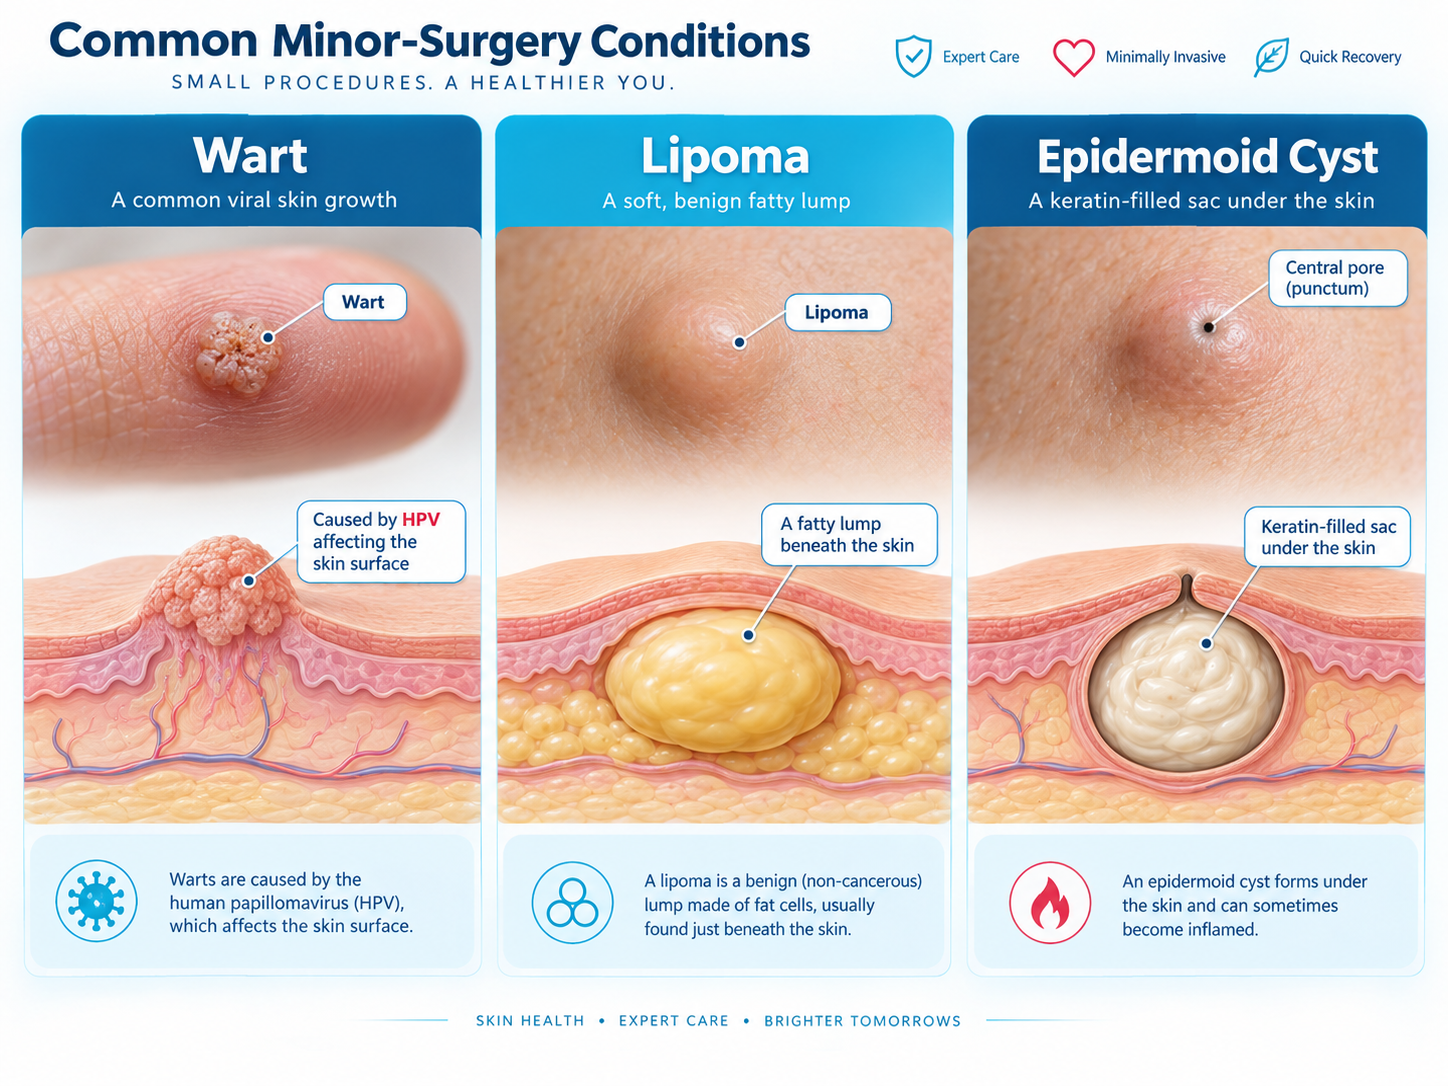 Common Minor-Surgery Conditions
SMALL PROCEDURES. A HEALTHIER YOU.
Expert Care
Minimally Invasive
Quick Recovery
Wart
A common viral skin growth
Wart
Caused by HPV
affecting the
skin surface
Warts are caused by the
human papillomavirus (HPV),
which affects the skin surface.
Lipoma
A soft, benign fatty lump
Lipoma
A fatty lump
beneath the skin
A lipoma is a benign (non-cancerous)
lump made of fat cells, usually
found just beneath the skin.
Epidermoid Cyst
A keratin-filled sac under the skin
Central pore
(punctum)
Keratin-filled sac
under the skin
An epidermoid cyst forms under
the skin and can sometimes
become inflamed.
SKIN HEALTH • EXPERT CARE • BRIGHTER TOMORROWS